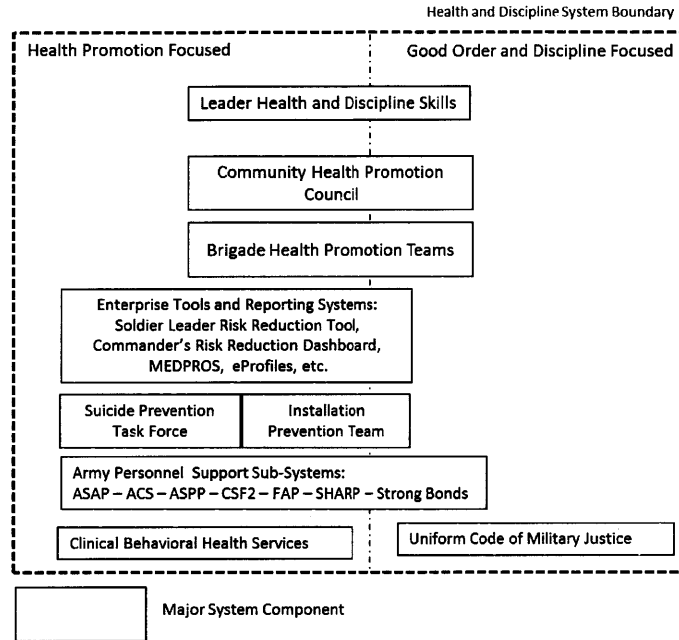 Health and Discipline System Boundary
Health Promotion Focused
Good Order and Discipline Focused
Leader Health and Discipline Skills
Community Health Promotion
Council
Brigade Health Promotion Teams
Enterprise Tools and Reporting Systems:
Soldier Leader Risk Reduction Tool,
Commander's Risk Reduction Dashboard,
MEDPROS, eProfiles, etc.
Suicide Prevention
Task Force
Installation
Prevention Team
Army Personnel Support Sub-Systems:
ASAP – ACS – ASPP – CSF2 – FAP – SHARP – Strong Bonds
Clinical Behavioral Health Services
Uniform Code of Military Justice
Major System Component